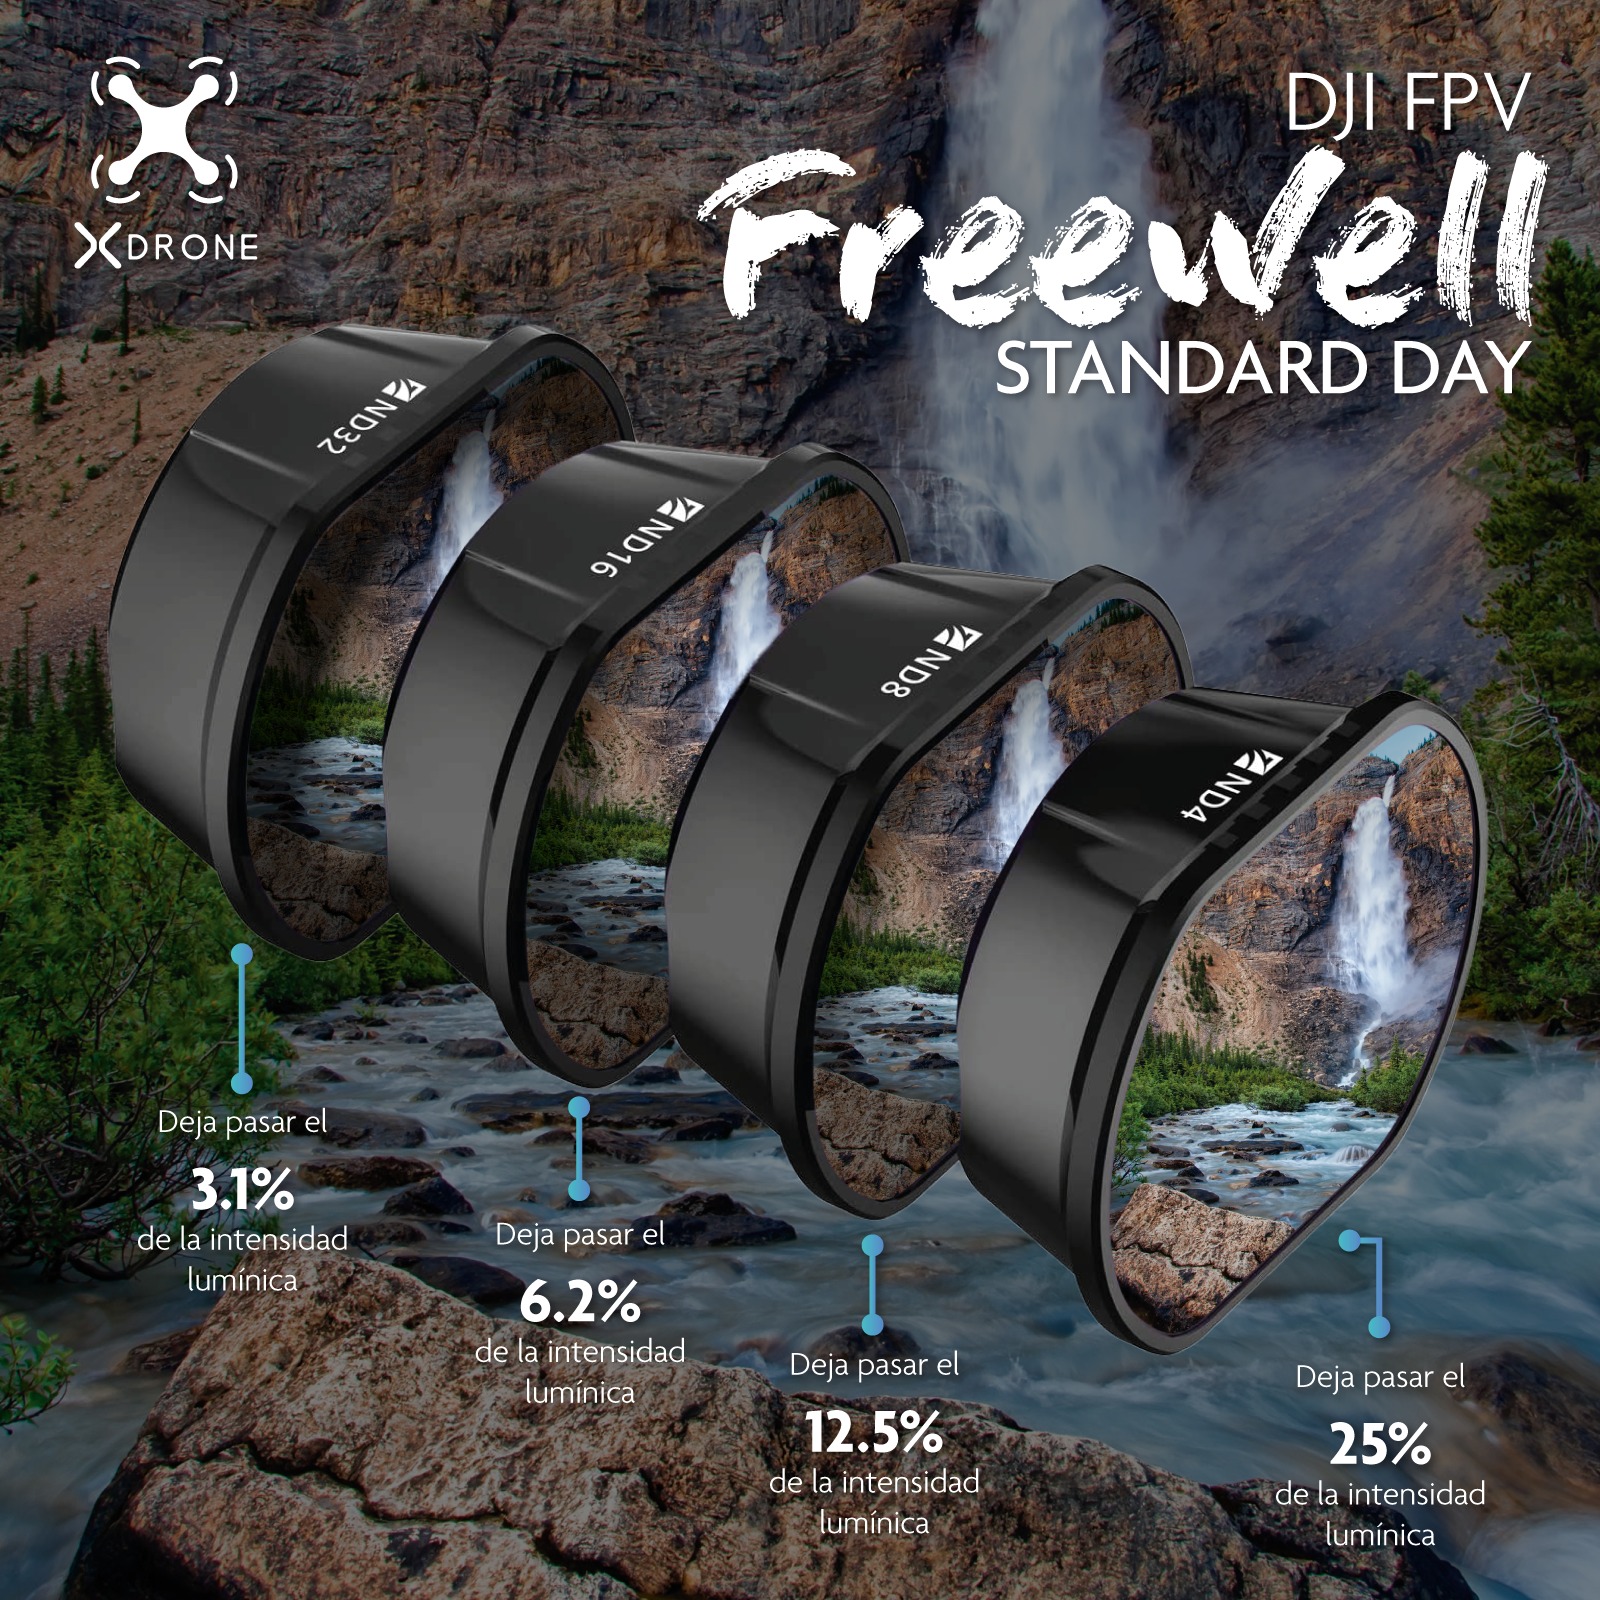 XDRONE
DJI FPV
Freewell
STANDARD DAY
ND32
ND16
ND8
ND4
Deja pasar el
3.1%
de la intensidad
lumínica
Deja pasar el
6.2%
de la intensidad
lumínica
Deja pasar el
12.5%
de la intensidad
lumínica
Deja pasar el
25%
de la intensidad
lumínica